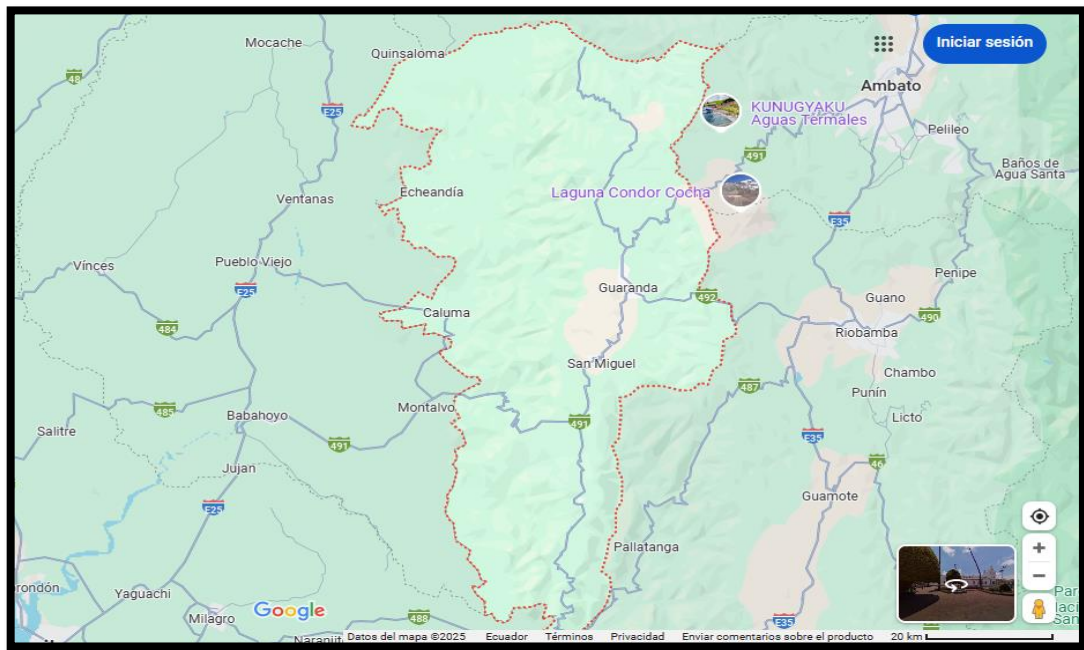 Mocache
Quinsaloma
Iniciar sesión
48
E25
Ambato
KUNUGYAKU
Aguas Termales
Pelileo
491
Baños de
Agua Santa
Echeandía
Ventanas
Laguna Condor Cocha
E35
Vínces
Pueblo Viejo
Penipe
E25
Guaranda
492
Guano
Caluma
490
484
Riobamba
San Miguel
Chambo
487
Punín
485
Montalvo
Babahoyo
Licto
Salitre
491
491
E35
46
Jujan
Guamote
E25
Pallatanga
Yaguachi
Google
Milagro
488
E35
Datos del mapa ©2025 Ecuador Términos Privacidad Enviar comentarios sobre el producto 20 km